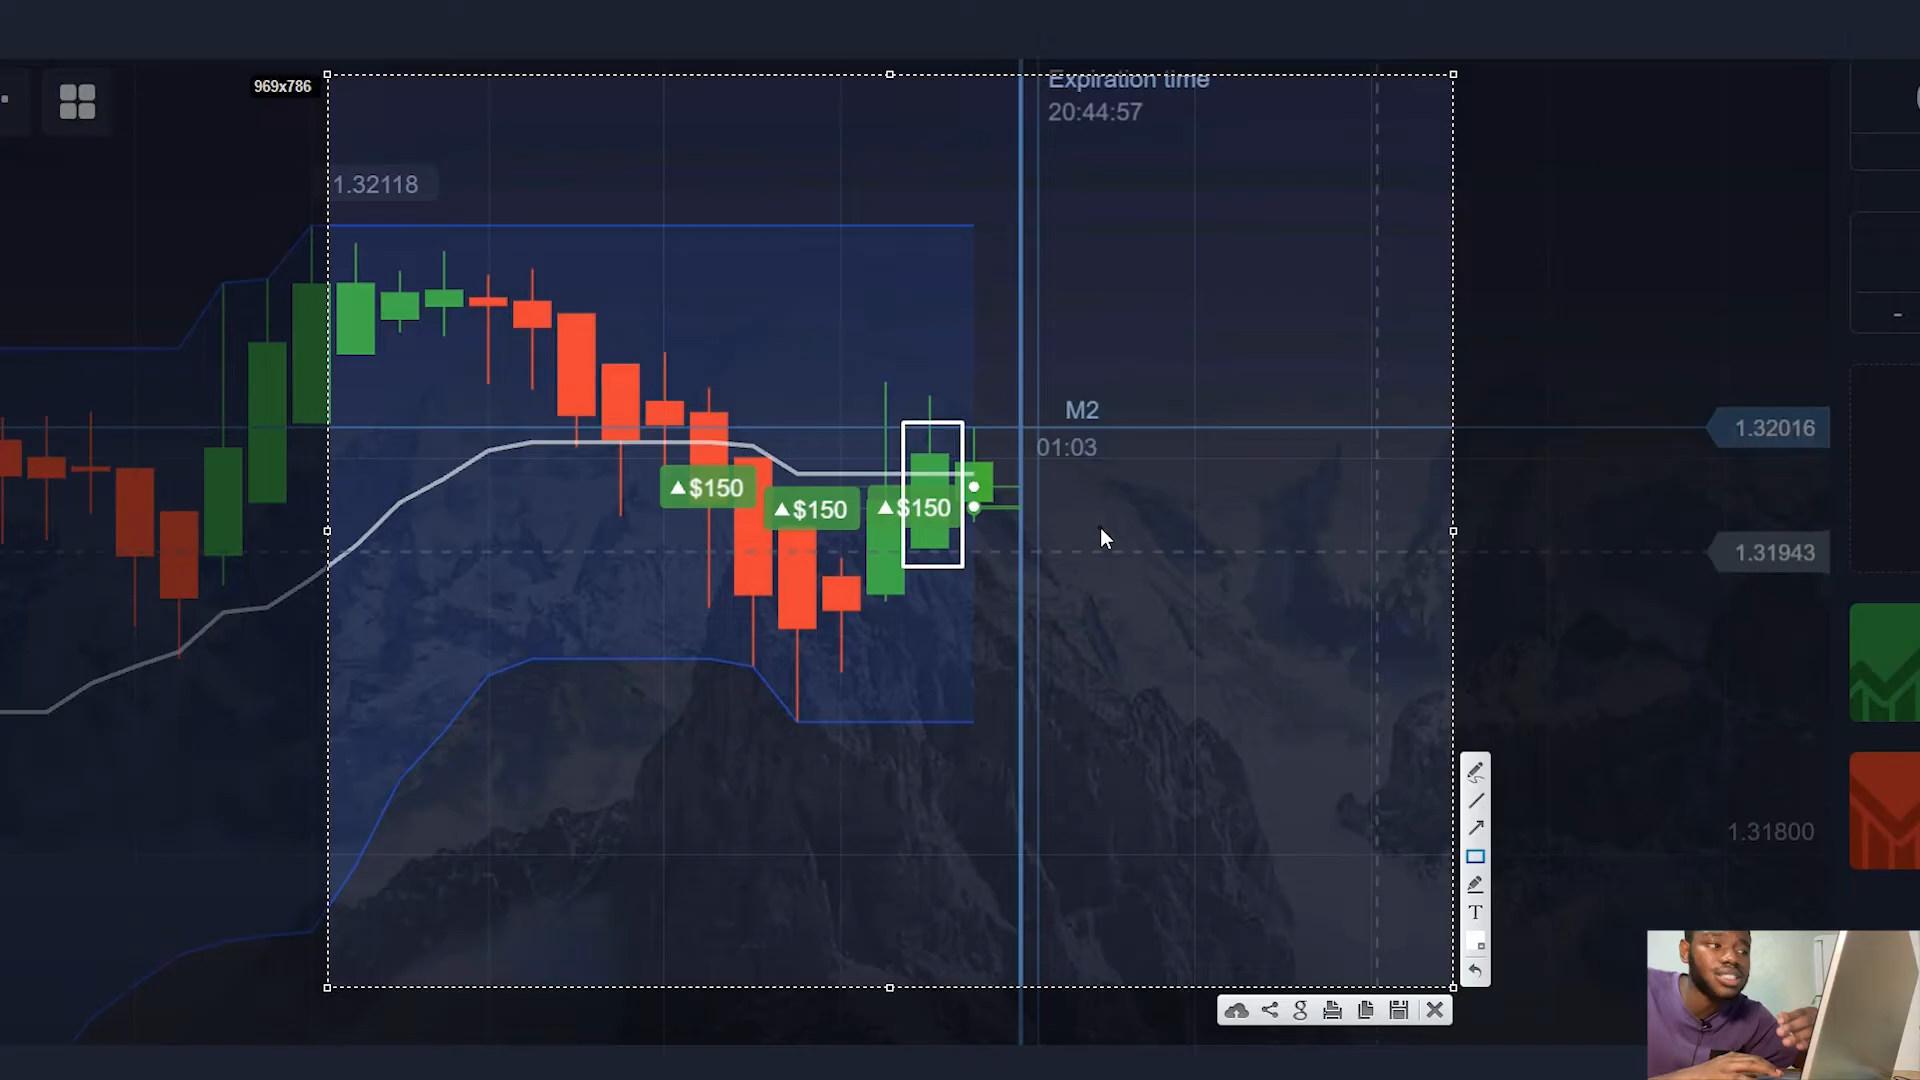 969x786
Expiration time
20:44:57
1.32118
M2
01:03
1.32016
▲$150
▲$150
▲$150
1.31943
1.31800
T